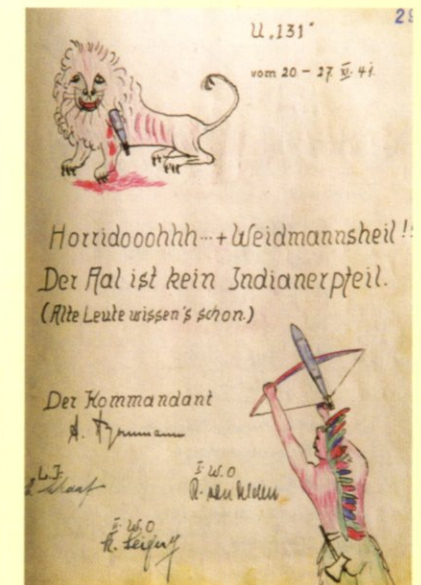 29
U „131"
vom 20 – 27. VI. 41.
Horridooohhh...+Weidmannsheil!!
Der Aal ist kein Indianerpfeil.
(Alte Leute wissen's schon.)
Der Kommandant
L.I.
I. W.O
II. W.O